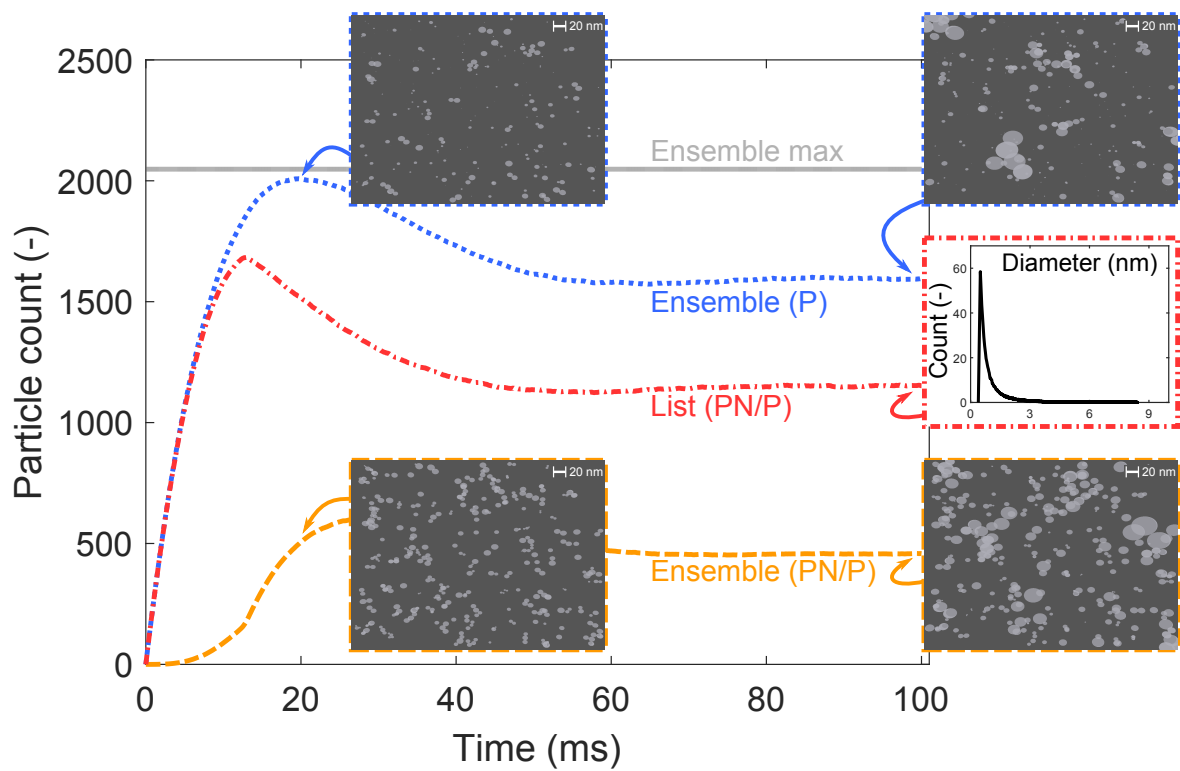 20 nm
20 nm
2500
2000
1500
1000
500
0
Particle count (-)
Ensemble max
Ensemble (P)
List (PN/P)
Ensemble (PN/P)
Diameter (nm)
Count (-)
60
40
20
0
0
3
6
9
20 nm
20 nm
0
20
40
60
80
100
Time (ms)